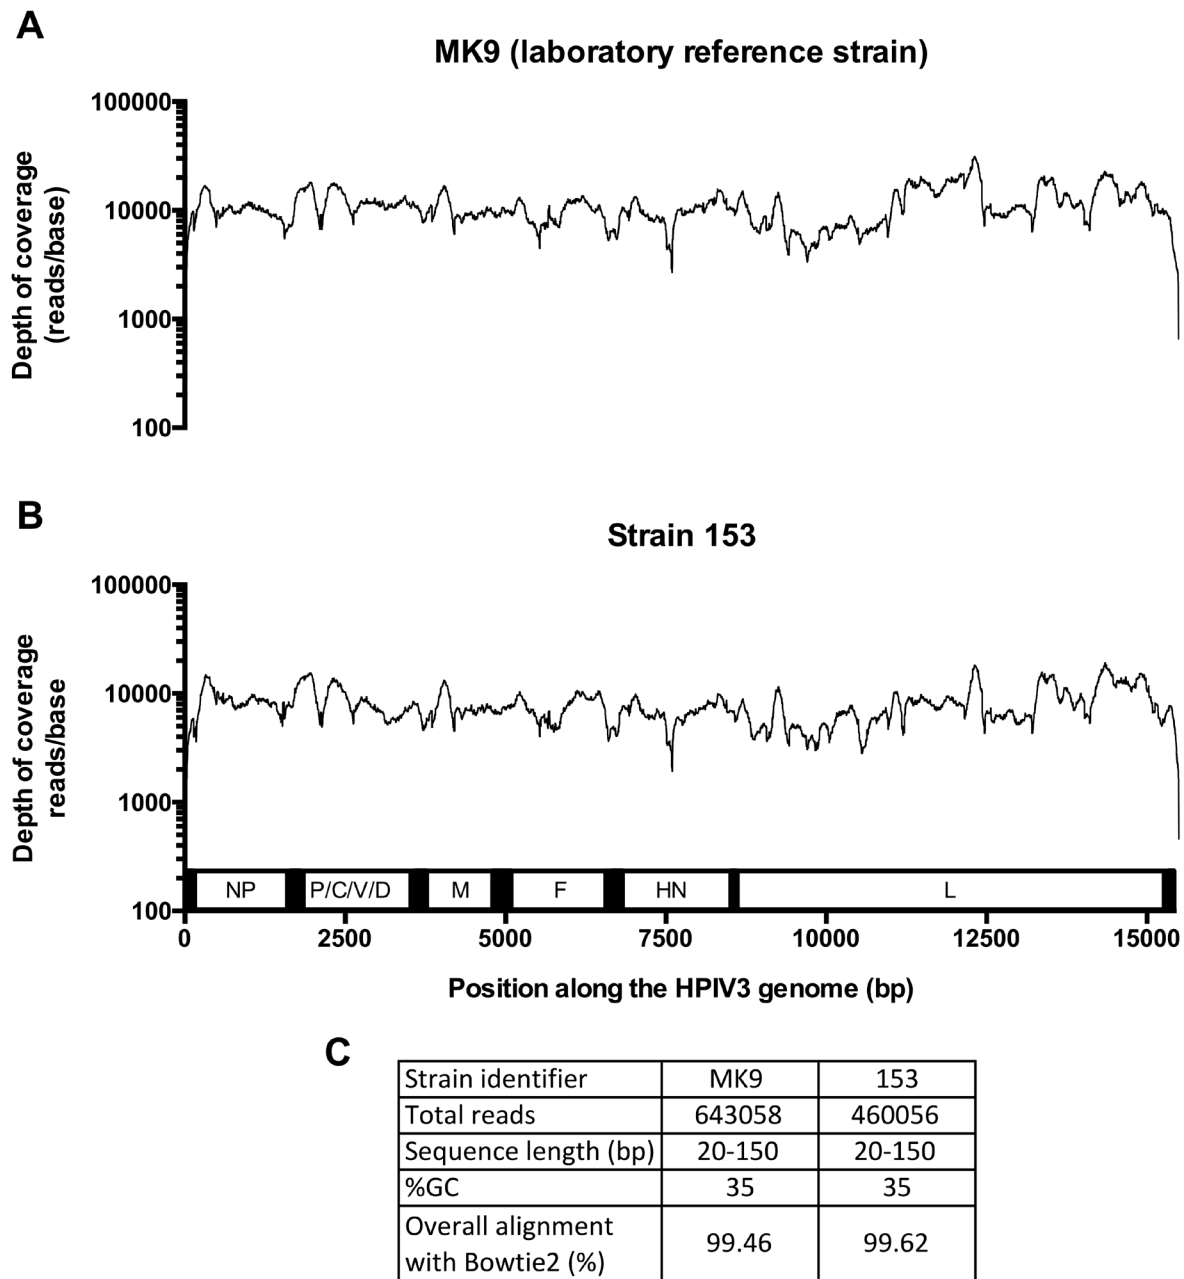 A
MK9 (laboratory reference strain)
Depth of coverage
(reads/base)
100000
10000
1000
100
B
Strain 153
Depth of coverage
reads/base
100000
10000
1000
100
NP P/C/V/D M F HN L
0 2500 5000 7500 10000 12500 15000
Position along the HPIV3 genome (bp)
C
Strain identifier MK9 153
Total reads 643058 460056
Sequence length (bp) 20-150 20-150
%GC 35 35
Overall alignment
with Bowtie2 (%) 99.46 99.62